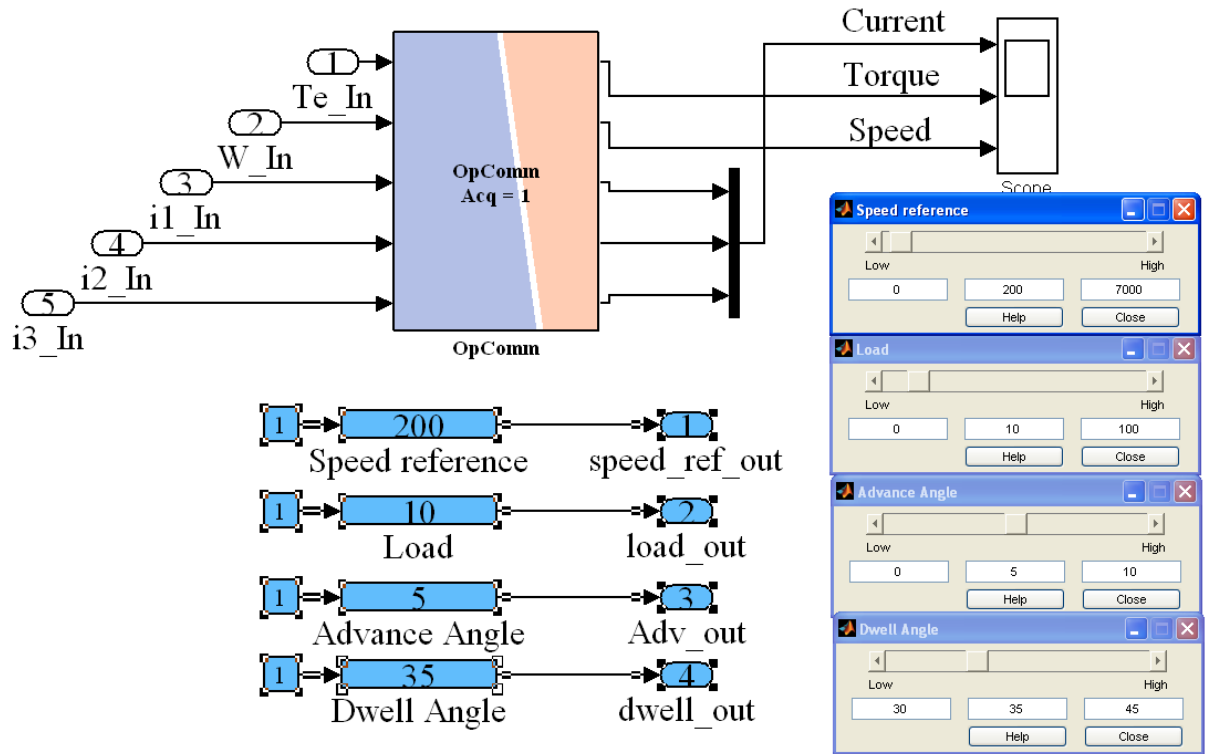 Current
1
Te_In
Torque
2
W_In
Speed
3
i1_In
OpComm
Acq = 1
4
i2_In
5
i3_In
OpComm
Scope
Speed reference
Low High
0 200 7000
Help Close
Load
Low High
0 10 100
Help Close
Advance Angle
Low High
0 5 10
Help Close
Dwell Angle
Low High
30 35 45
Help Close
1 200 1
Speed reference speed_ref_out
1 10 2
Load load_out
1 5 3
Advance Angle Adv_out
1 35 4
Dwell Angle dwell_out